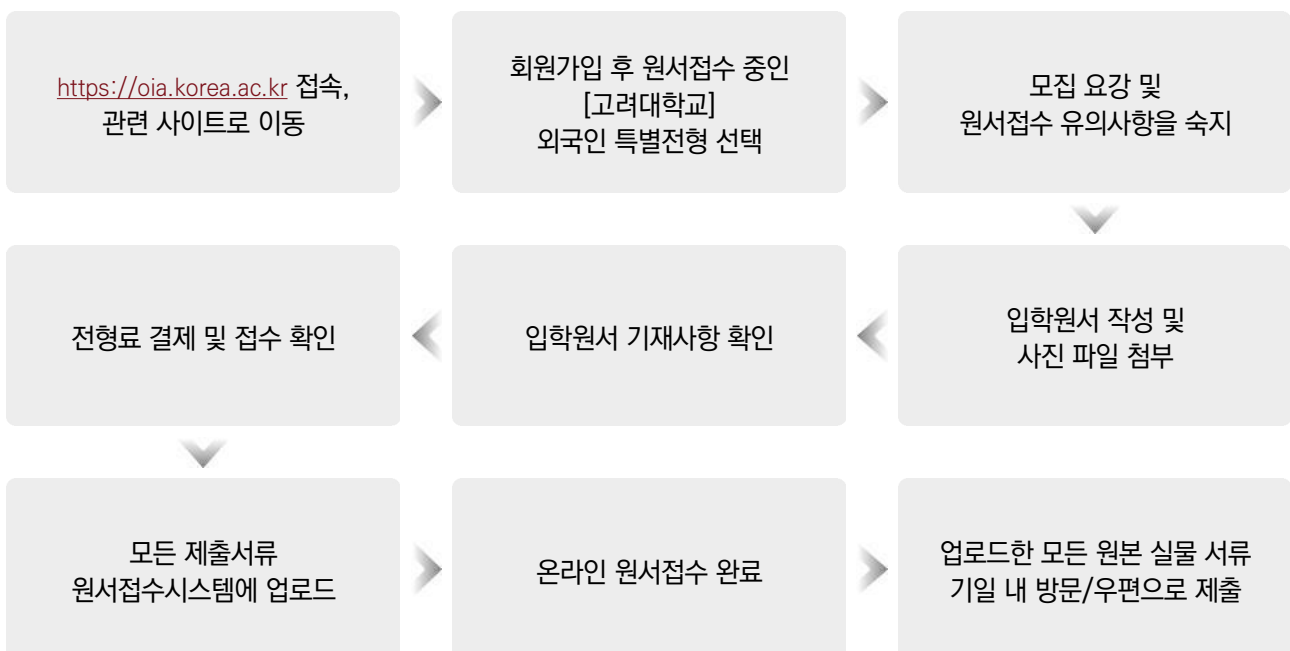 https://oia.korea.ac.kr 접속,
관련 사이트로 이동
회원가입 후 원서접수 중인
[고려대학교]
외국인 특별전형 선택
모집 요강 및
원서접수 유의사항을 숙지
입학원서 작성 및
사진 파일 첨부
입학원서 기재사항 확인
전형료 결제 및 접수 확인
모든 제출서류
원서접수시스템에 업로드
온라인 원서접수 완료
업로드한 모든 원본 실물 서류
기일 내 방문/우편으로 제출